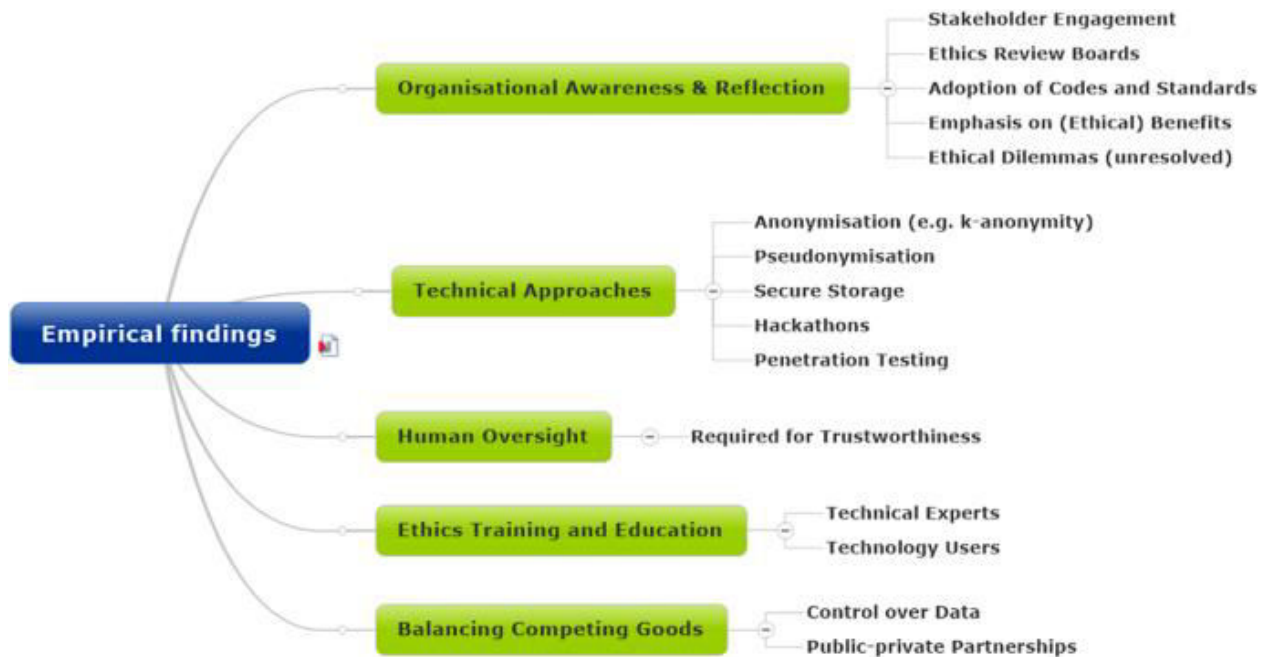 Empirical findings
Organisational Awareness & Reflection
Stakeholder Engagement
Ethics Review Boards
Adoption of Codes and Standards
Emphasis on (Ethical) Benefits
Ethical Dilemmas (unresolved)
Technical Approaches
Anonymisation (e.g. k-anonymity)
Pseudonymisation
Secure Storage
Hackathons
Penetration Testing
Human Oversight
Required for Trustworthiness
Ethics Training and Education
Technical Experts
Technology Users
Balancing Competing Goods
Control over Data
Public-private Partnerships